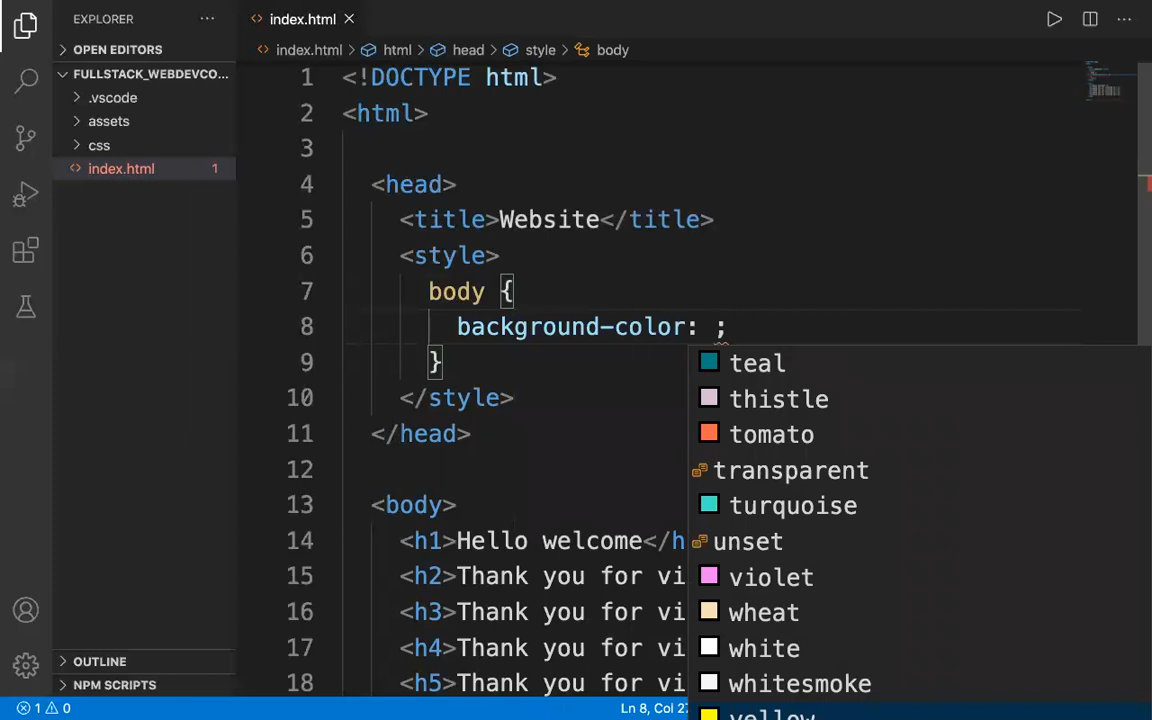 EXPLORER
OPEN EDITORS
FULLSTACK_WEBDEVCO...
.vscode
assets
css
index.html 1
OUTLINE
NPM SCRIPTS
index.html
index.html > html > head > style > body
1 <!DOCTYPE html>
2 <html>
3
4 <head>
5 <title>Website</title>
6 <style>
7 body {
8 background-color: ;
9 }
10 </style>
11 </head>
12
13 <body>
14 <h1>Hello welcome</h
15 <h2>Thank you for vi
16 <h3>Thank you for vi
17 <h4>Thank you for vi
18 <h5>Thank you for vi
teal
thistle
tomato
transparent
turquoise
unset
violet
wheat
white
whitesmoke
yellow
1 0
Ln 8, Col 27